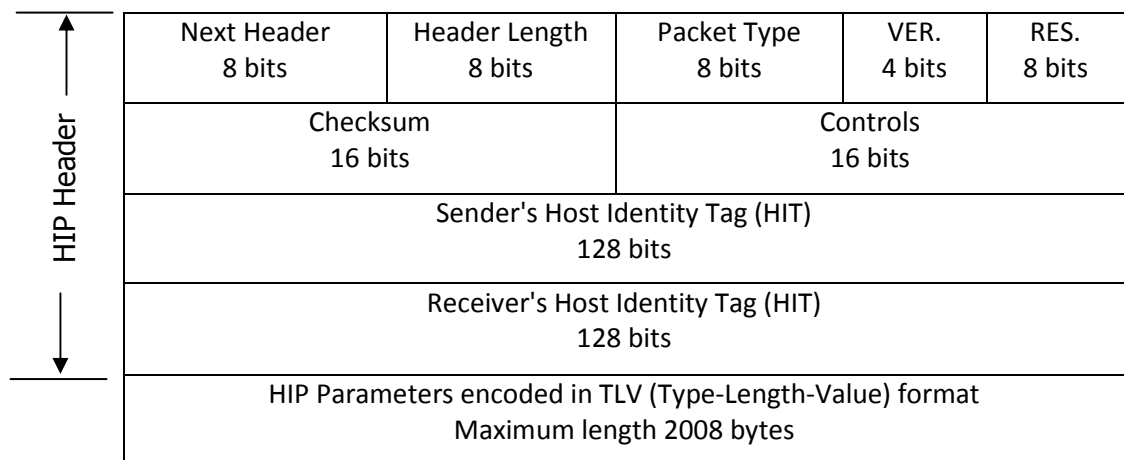 Next Header
8 bits
Header Length
8 bits
Packet Type
8 bits
VER.
4 bits
RES.
8 bits
HIP Header
Checksum
16 bits
Controls
16 bits
Sender's Host Identity Tag (HIT)
128 bits
Receiver's Host Identity Tag (HIT)
128 bits
HIP Parameters encoded in TLV (Type-Length-Value) format
Maximum length 2008 bytes